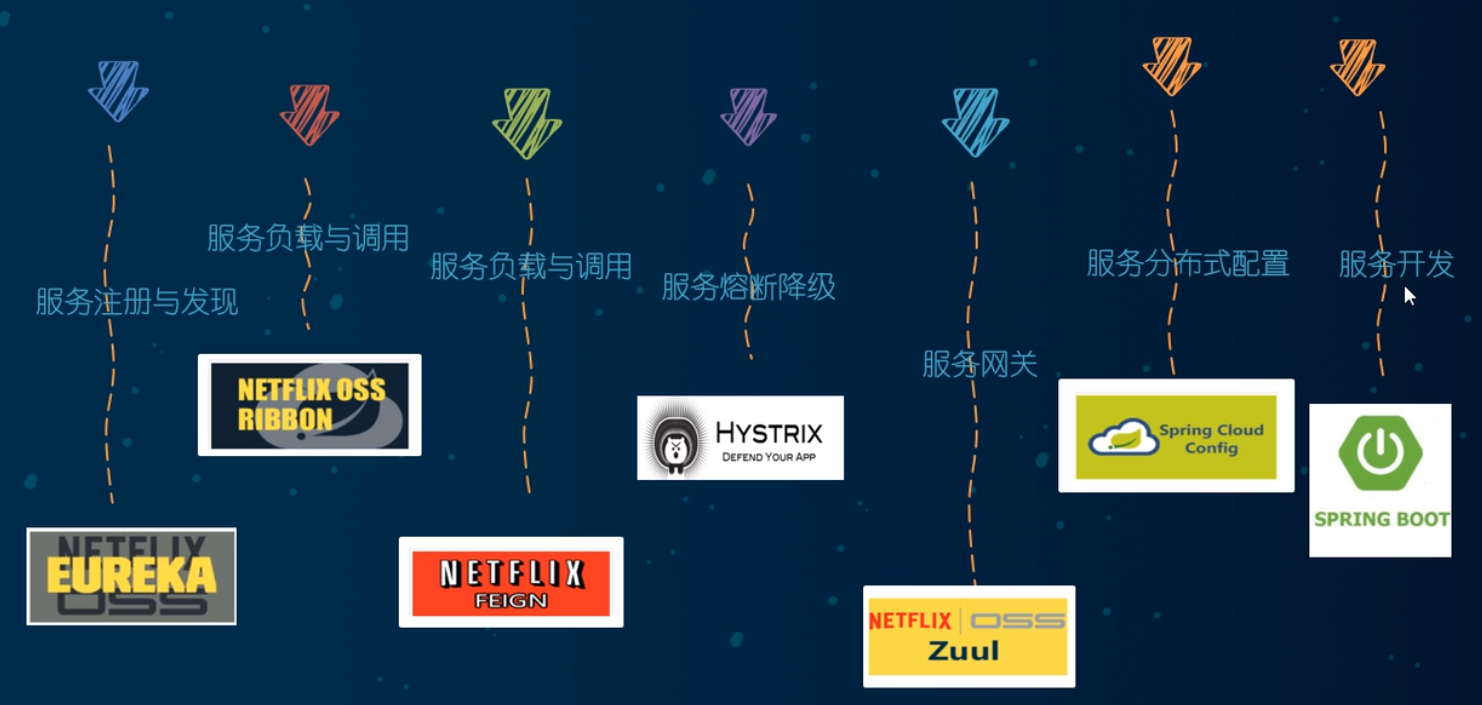 服务注册与发现
NETFLIX
EUREKA
OSS
服务负载与调用
NETFLIX OSS
RIBBON
服务负载与调用
NETFLIX
FEIGN
服务熔断降级
HYSTRIX
DEFEND YOUR APP
服务网关
NETFLIX OSS
Zuul
服务分布式配置
Spring Cloud
Config
服务开发
SPRING BOOT